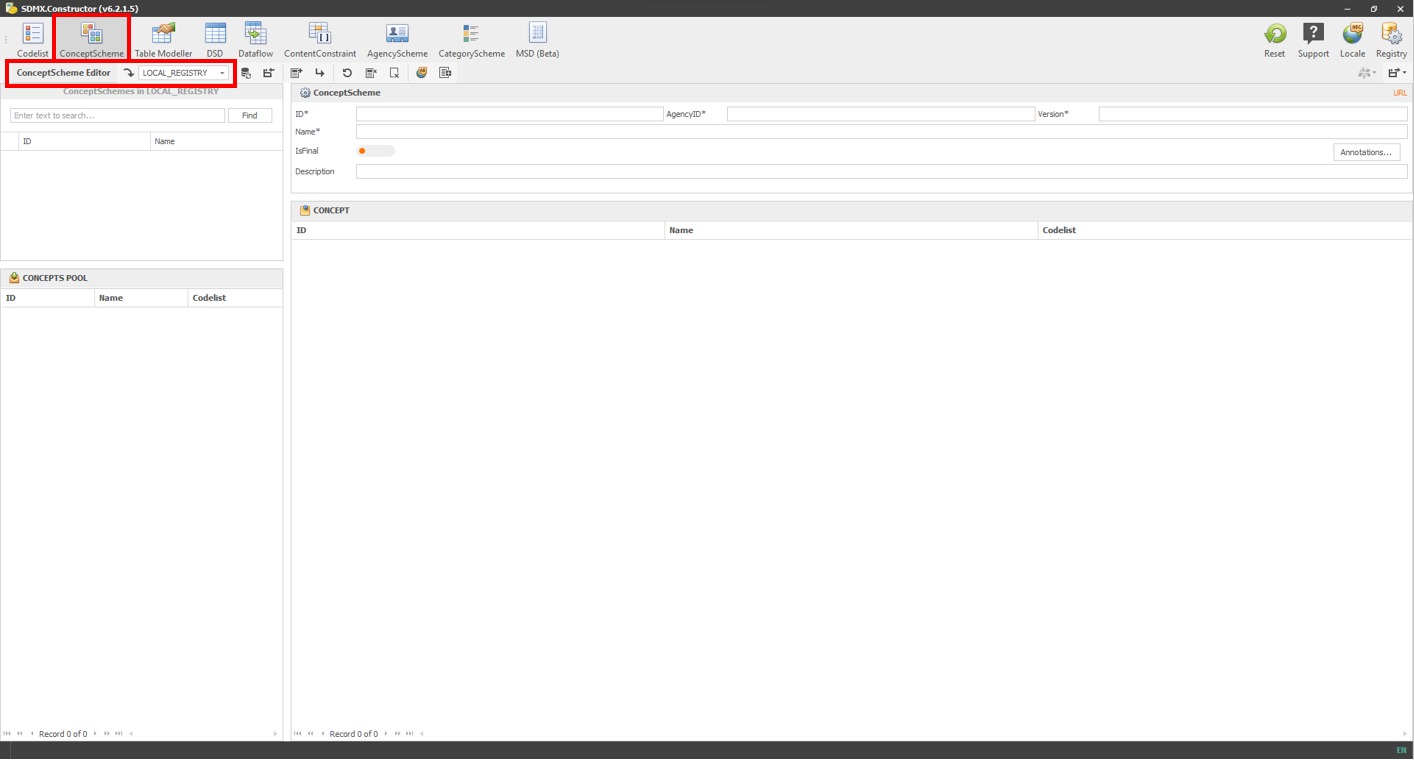 SDMX.Constructor (v6.2.1.5)
Codelist ConceptScheme Table Modeller DSD Dataflow ContentConstraint AgencyScheme CategoryScheme MSD (Beta) Reset Support Locale Registry
ConceptScheme Editor LOCAL_REGISTRY
ConceptSchemes in LOCAL_REGISTRY
Enter text to search... Find
ID Name
CONCEPTS POOL
ID Name Codelist
Record 0 of 0
ConceptScheme URL
ID* AgencyID* Version*
Name*
IsFinal Annotations...
Description
CONCEPT
ID Name Codelist
Record 0 of 0
EN